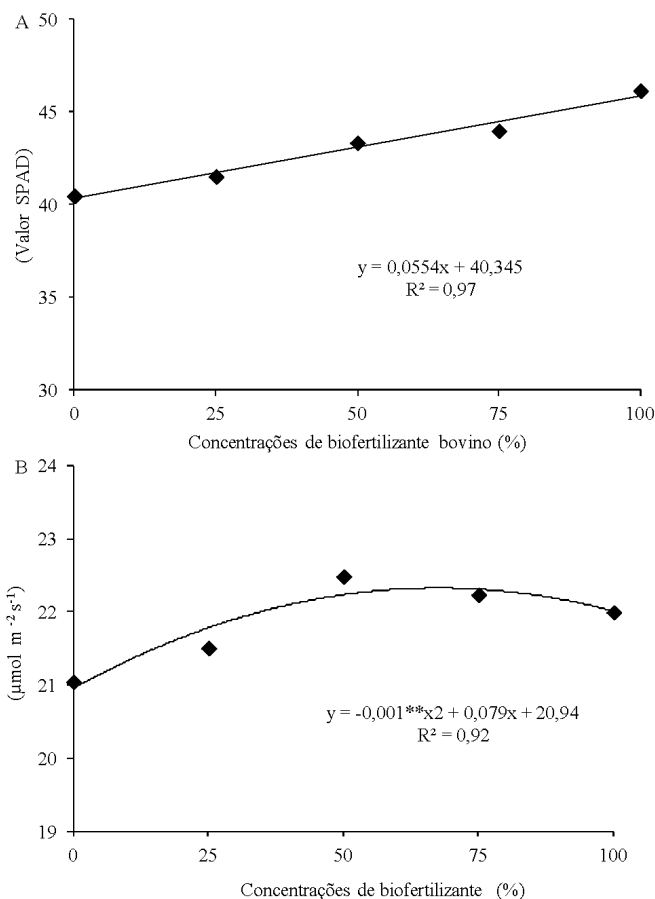 A
50
45
40
35
30
(Valor SPAD)
y = 0,0554x + 40,345
R² = 0,97
0 25 50 75 100
Concentrações de biofertilizante bovino (%)
B
24
23
22
21
20
19
(µmol m⁻² s⁻¹)
y = -0,001**x2 + 0,079x + 20,94
R² = 0,92
0 25 50 75 100
Concentrações de biofertilizante (%)